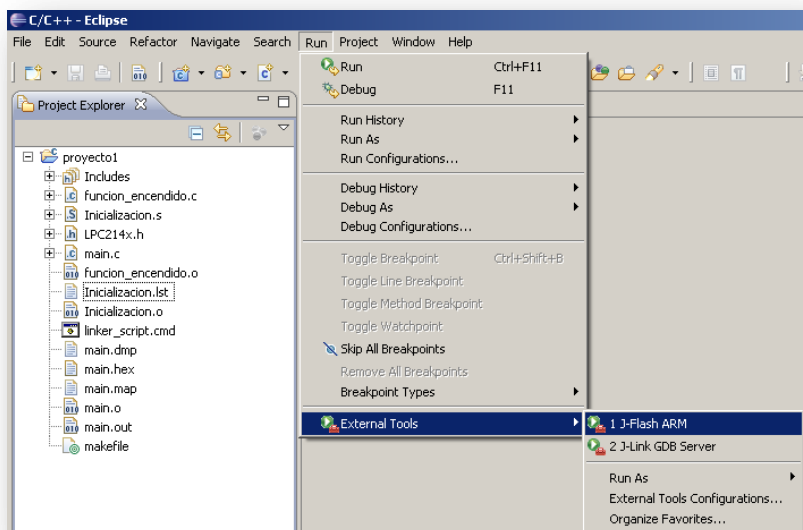 C/C++ - Eclipse
File Edit Source Refactor Navigate Search Run Project Window Help
Project Explorer
proyecto1
Includes
funcion_encendido.c
Inicializacion.s
LPC214x.h
main.c
funcion_encendido.o
Inicializacion.lst
Inicializacion.o
linker_script.cmd
main.dmp
main.hex
main.map
main.o
main.out
makefile
Run Ctrl+F11
Debug F11
Run History
Run As
Run Configurations...
Debug History
Debug As
Debug Configurations...
Toggle Breakpoint Ctrl+Shift+B
Toggle Line Breakpoint
Toggle Method Breakpoint
Toggle Watchpoint
Skip All Breakpoints
Remove All Breakpoints
Breakpoint Types
External Tools
1 J-Flash ARM
2 J-Link GDB Server
Run As
External Tools Configurations...
Organize Favorites...